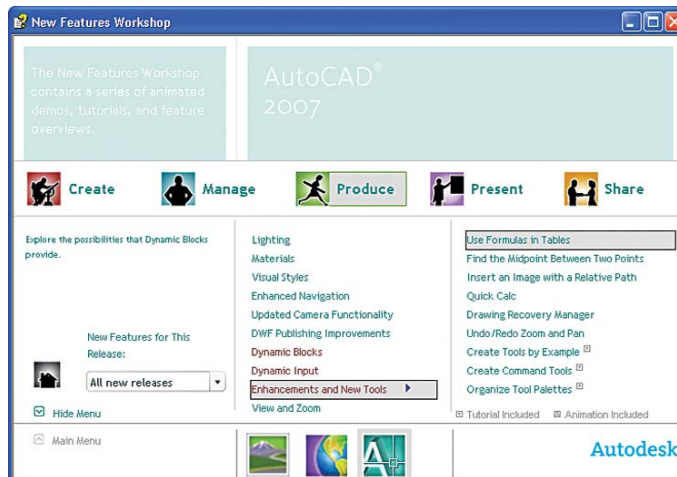 New Features Workshop
The New Features Workshop
contains a series of animated
demos, tutorials, and feature
overviews.
AutoCAD®
2007
Create
Manage
Produce
Present
Share
Explore the possibilities that Dynamic Blocks
provide.
New Features for This
Release:
All new releases
Hide Menu
Main Menu
Lighting
Materials
Visual Styles
Enhanced Navigation
Updated Camera Functionality
DWF Publishing Improvements
Dynamic Blocks
Dynamic Input
Enhancements and New Tools
View and Zoom
Use Formulas in Tables
Find the Midpoint Between Two Points
Insert an Image with a Relative Path
Quick Calc
Drawing Recovery Manager
Undo/Redo Zoom and Pan
Create Tools by Example
Create Command Tools
Organize Tool Palettes
Tutorial Included Animation Included
Autodesk